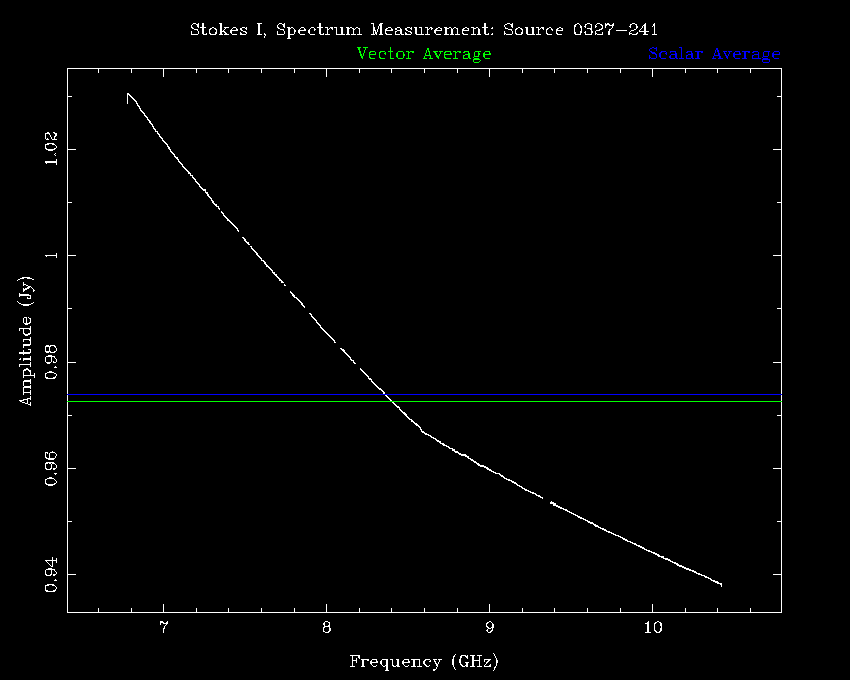 Stokes I, Spectrum Measurement: Source 0327-241
Vector Average Scalar Average
1.02
1
0.98
0.96
0.94
Amplitude (Jy)
7 8 9 10
Frequency (GHz)